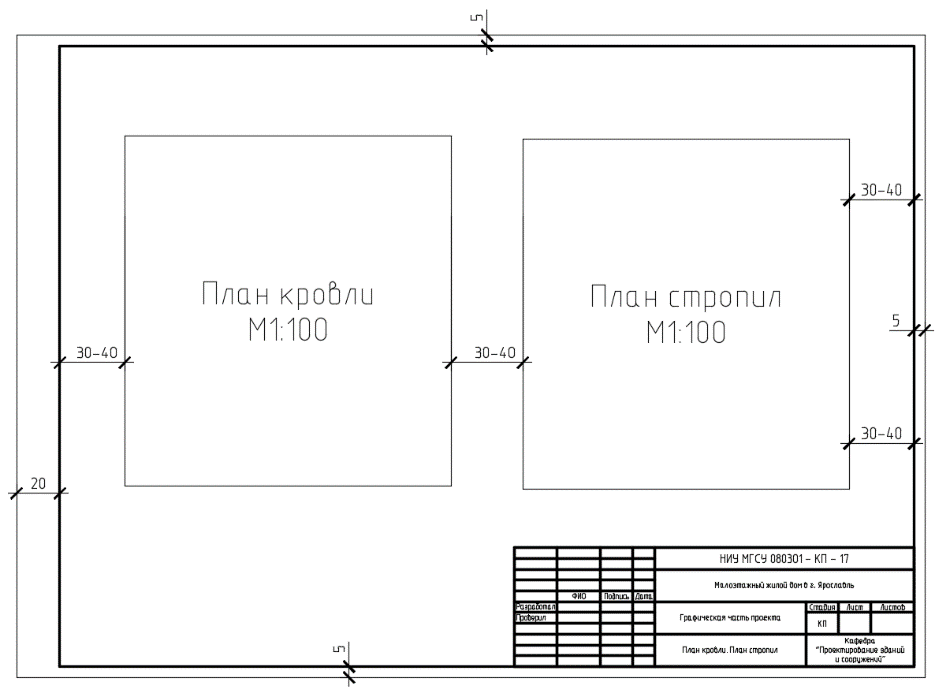 5
30-40
План кровли
М1:100
План стропил
М1:100
5
30-40
30-40
30-40
20
5
НИУ МГСУ 080301 - КП - 17
Малоэтажный жилой дом в г. Ярославль
ФИО Подпись Дата
Разработал
Проверил
Графическая часть проекта
Стадия Лист Листов
КП
План кровли. План стропил
Кафедра
"Проектирование зданий
и сооружений"